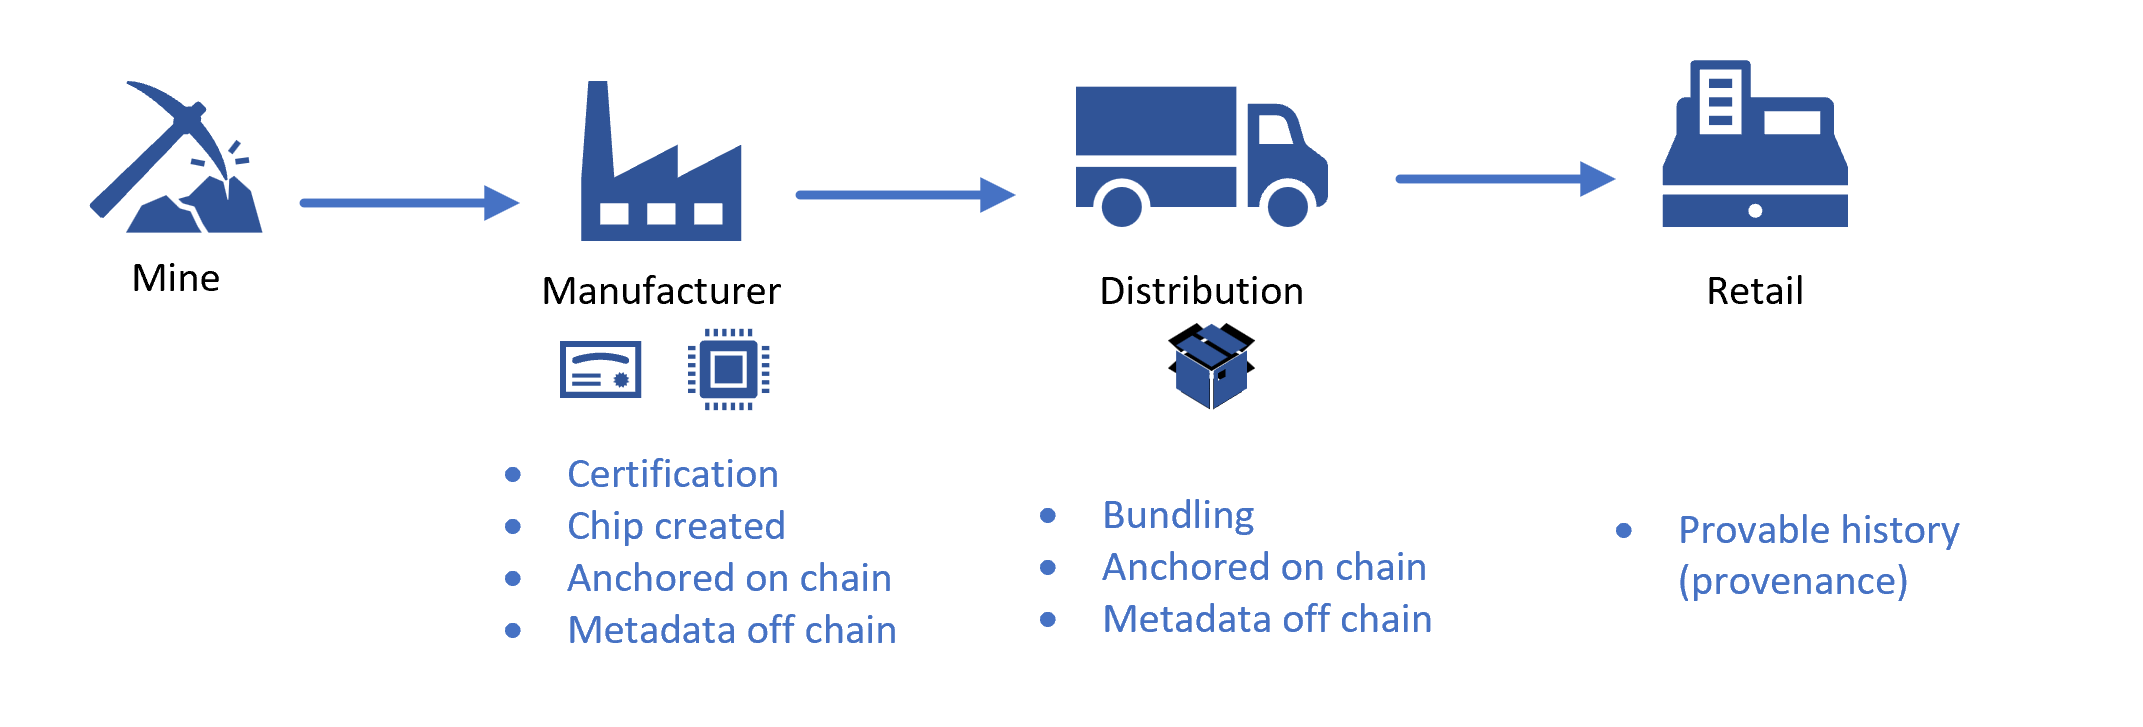 Mine
Manufacturer
Distribution
Retail
• Certification
• Chip created
• Anchored on chain
• Metadata off chain
• Bundling
• Anchored on chain
• Metadata off chain
• Provable history
(provenance)